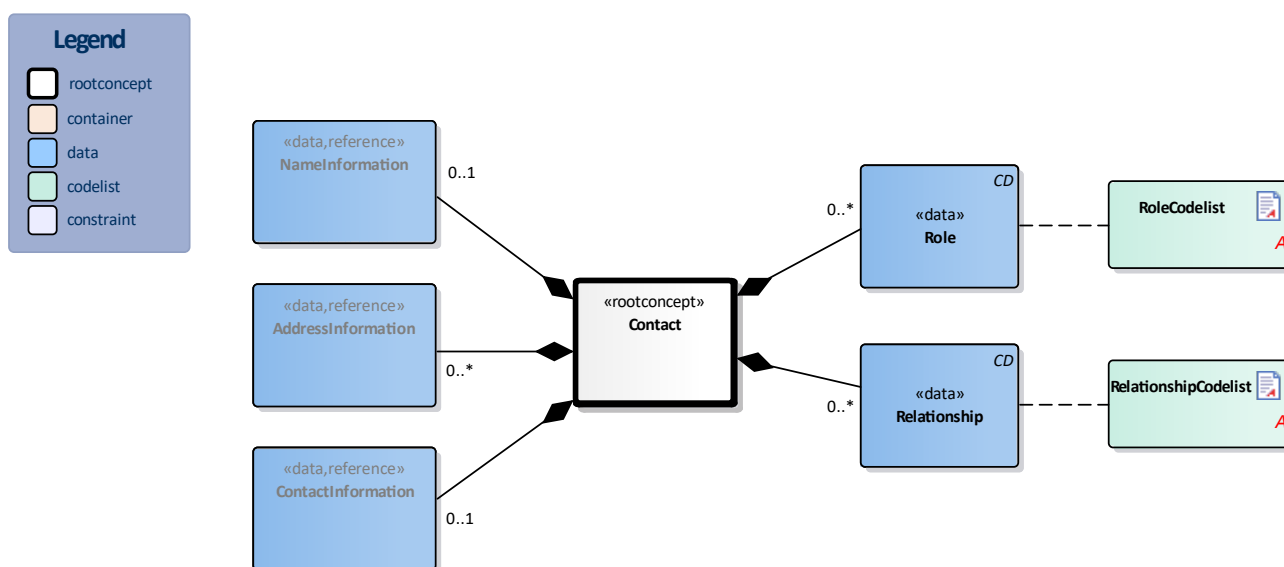 Legend
rootconcept
container
data
codelist
constraint
«data,reference»
NameInformation
0..1
«data,reference»
AddressInformation
0..*
«data,reference»
ContactInformation
0..1
«rootconcept»
Contact
0..*
CD
«data»
Role
0..*
CD
«data»
Relationship
RoleCodelist
A
RelationshipCodelist
A